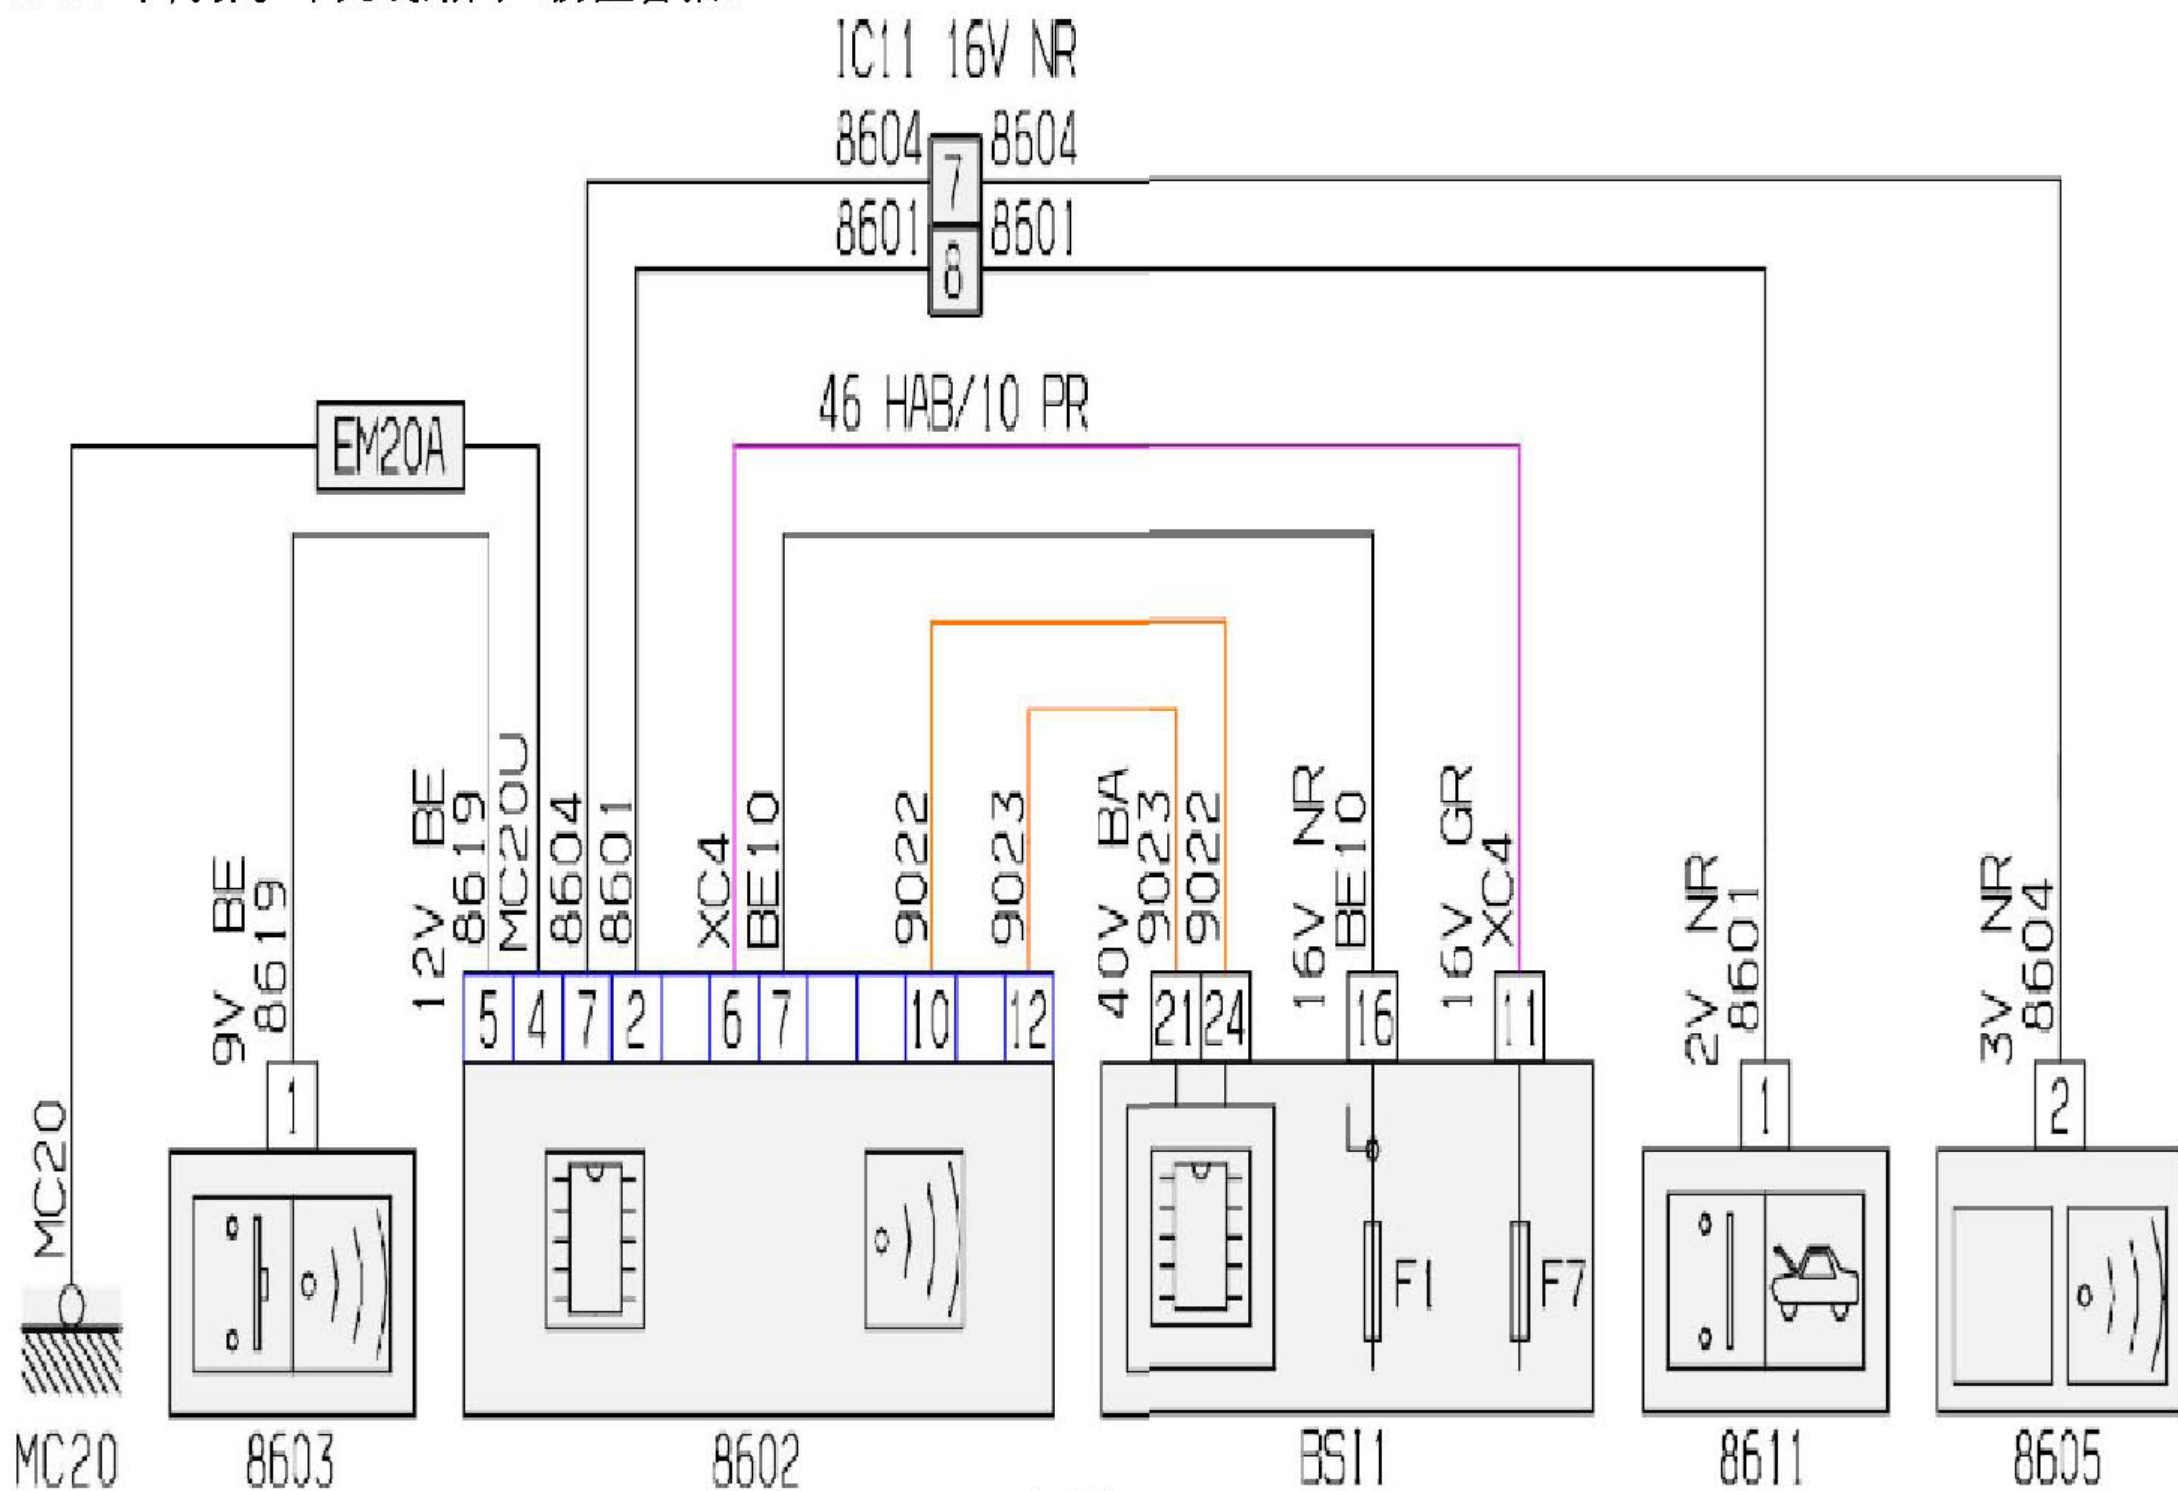 IC11 16V NR
8604 7 8604
8601 8 8601
46 HAB/10 PR
EM20A
MC20
9V BE
8619
12V BE
8619
MC20U
8604
8601
XC4
BE10
9022
9023
40V BA
9023
9022
16V NR
BE10
16V GR
XC4
2V NR
8601
3V NR
8604
5 4 7 2 6 7 10 12 21 24 16 11
1 1 2
F1 F7
MC20 8603 8602 BSI1 8611 8605